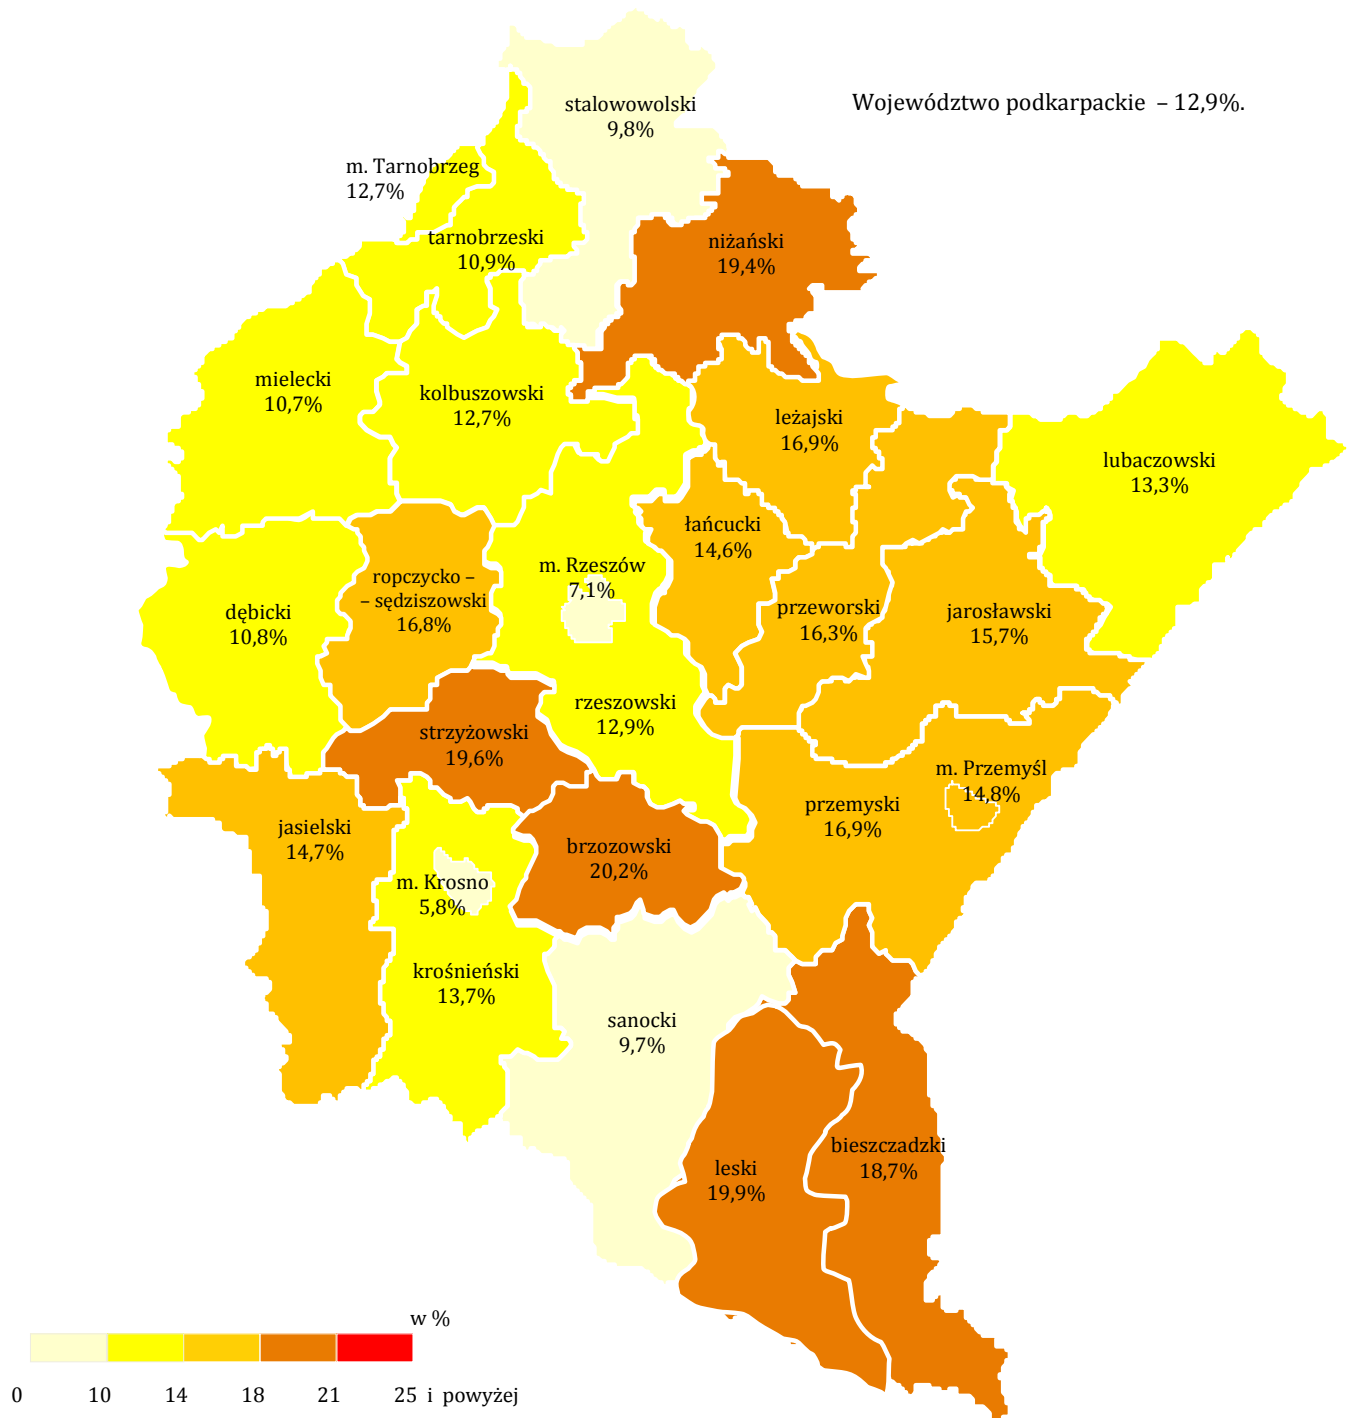 stalowowolski
9,8%
Województwo podkarpackie – 12,9%.
m. Tarnobrzeg
12,7%
tarnobrzeski
10,9%
niżański
19,4%
mielecki
10,7%
kolbuszowski
12,7%
leżajski
16,9%
lubaczowski
13,3%
łańcucki
14,6%
m. Rzeszów
7,1%
ropczycko –
– sędziszowski
16,8%
dębicki
10,8%
przeworski
16,3%
jarosławski
15,7%
rzeszowski
12,9%
strzyżowski
19,6%
m. Przemyśl
14,8%
przemyski
16,9%
jasielski
14,7%
brzozowski
20,2%
m. Krosno
5,8%
krośnieński
13,7%
sanocki
9,7%
bieszczadzki
18,7%
leski
19,9%
w %
0 10 14 18 21 25 i powyżej